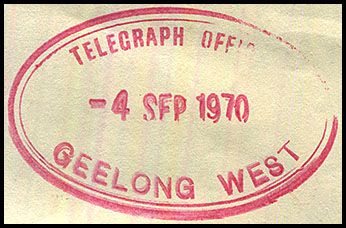 TELEGRAPH OFFIC
-4 SEP 1970
GEELONG WEST